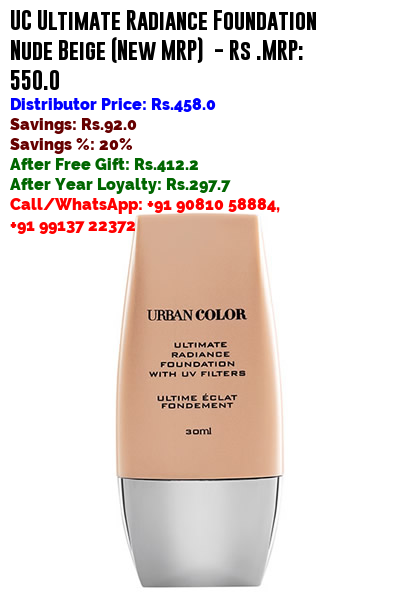 UC Ultimate Radiance Foundation
Nude Beige (New MRP)  - Rs .MRP:
550.0
Distributor Price: Rs.458.0
Savings: Rs.92.0
Savings %: 20%
After Free Gift: Rs.412.2
After Year Loyalty: Rs.297.7
Call/WhatsApp: +91 90810 58884,
+91 99137 22372
URBAN COLOR
ULTIMATE
RADIANCE
FOUNDATION
WITH UV FILTERS
ULTIME ÉCLAT
FONDEMENT
30ml